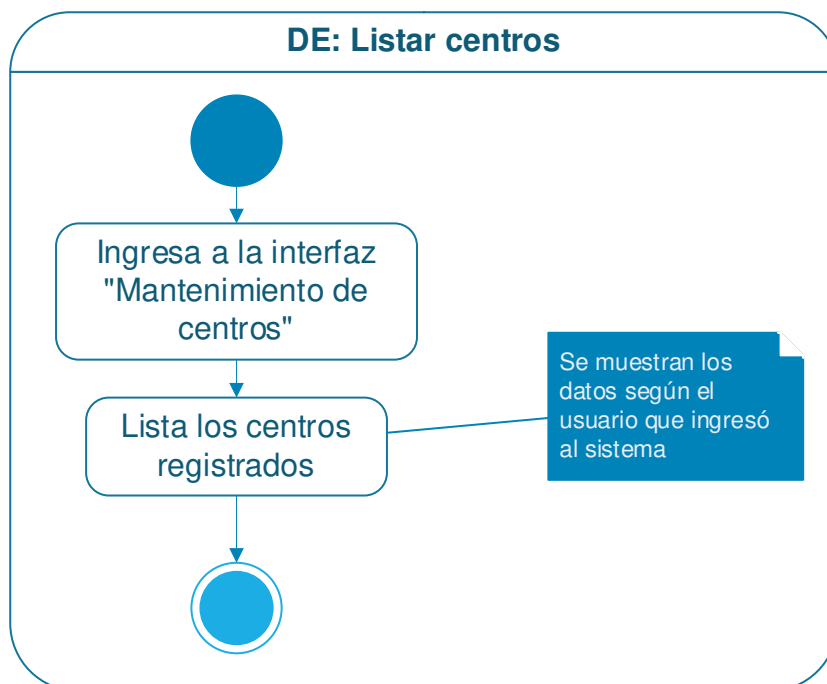 DE: Listar centros
Ingresa a la interfaz
"Mantenimiento de
centros"
Lista los centros
registrados
Se muestran los
datos según el
usuario que ingresó
al sistema